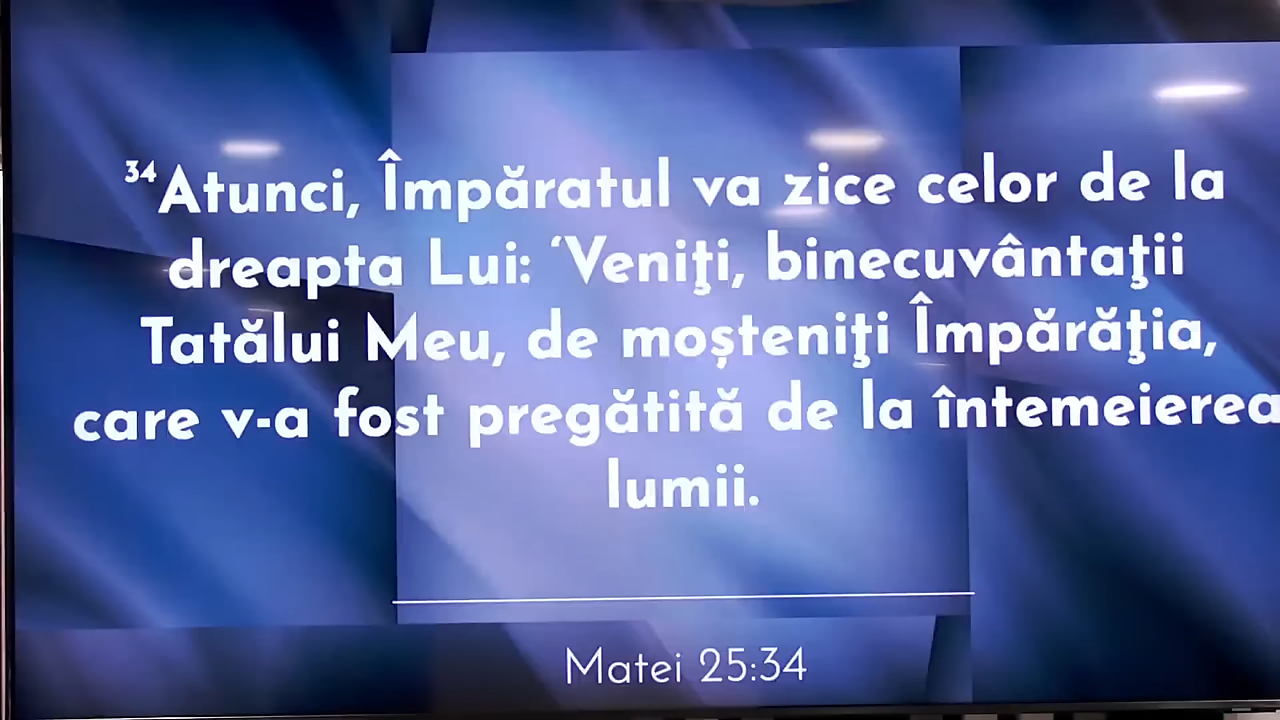 ³⁴Atunci, Împăratul va zice celor de la
dreapta Lui: ‘Veniţi, binecuvântaţii
Tatălui Meu, de moșteniţi Împărăţia,
care v-a fost pregătită de la întemeierea
lumii.
Matei 25:34